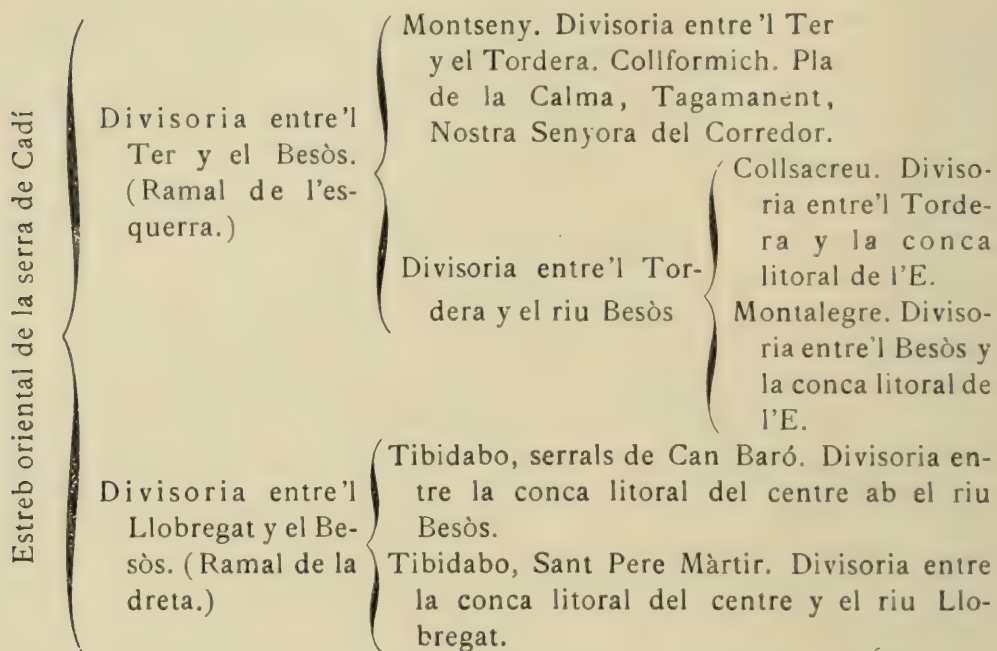 Estreb oriental de la serra de Cadí
Divisoria entre'l
Ter y el Besòs.
(Ramal de l'es-
querra.)
Montseny. Divisoria entre'l Ter
y el Tordera. Collformich. Pla
de la Calma, Tagamanent,
Nostra Senyora del Corredor.
Divisoria entre'l Tor-
dera y el riu Besòs
Collsacreu. Diviso-
ria entre'l Torde-
ra y la conca
litoral de l'E.
Montalegre. Diviso-
ria entre'l Besòs y
la conca litoral de
l'E.
Divisoria entre'l
Llobregat y el Be-
sòs. (Ramal de la
dreta.)
Tibidabo, serrals de Can Baró. Divisoria en-
tre la conca litoral del centre ab el riu
Besòs.
Tibidabo, Sant Pere Màrtir. Divisoria entre
la conca litoral del centre y el riu Llo-
bregat.